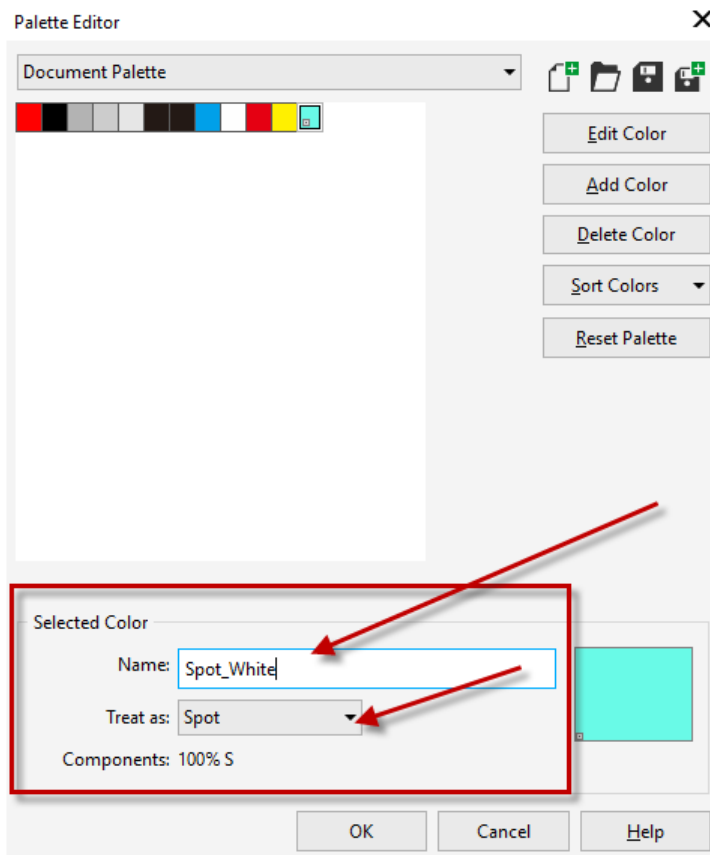 Palette Editor
Document Palette
Edit Color
Add Color
Delete Color
Sort Colors
Reset Palette
Selected Color
Name: Spot_White
Treat as: Spot
Components: 100% S
OK Cancel Help